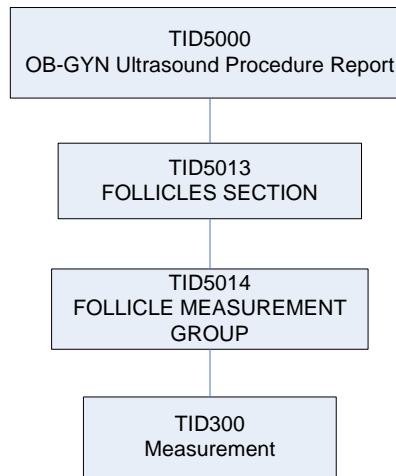 TID5000
OB-GYN Ultrasound Procedure Report
TID5013
FOLLICLES SECTION
TID5014
FOLLICLE MEASUREMENT
GROUP
TID300
Measurement